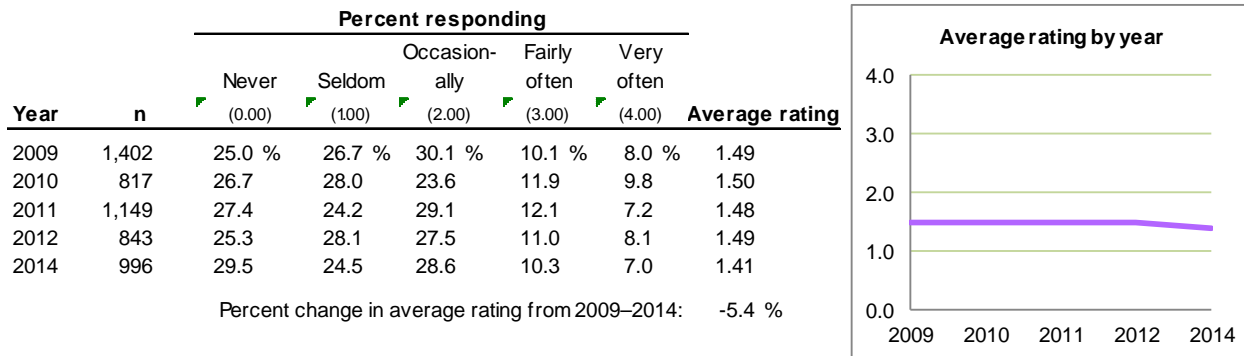 Percent responding
Never Seldom Occasion-ally Fairly often Very often
Year n (0.00) (1.00) (2.00) (3.00) (4.00) Average rating
2009 1,402 25.0 % 26.7 % 30.1 % 10.1 % 8.0 % 1.49
2010 817 26.7 28.0 23.6 11.9 9.8 1.50
2011 1,149 27.4 24.2 29.1 12.1 7.2 1.48
2012 843 25.3 28.1 27.5 11.0 8.1 1.49
2014 996 29.5 24.5 28.6 10.3 7.0 1.41
Percent change in average rating from 2009–2014: -5.4 %
Average rating by year
4.0
3.0
2.0
1.0
0.0
2009 2010 2011 2012 2014